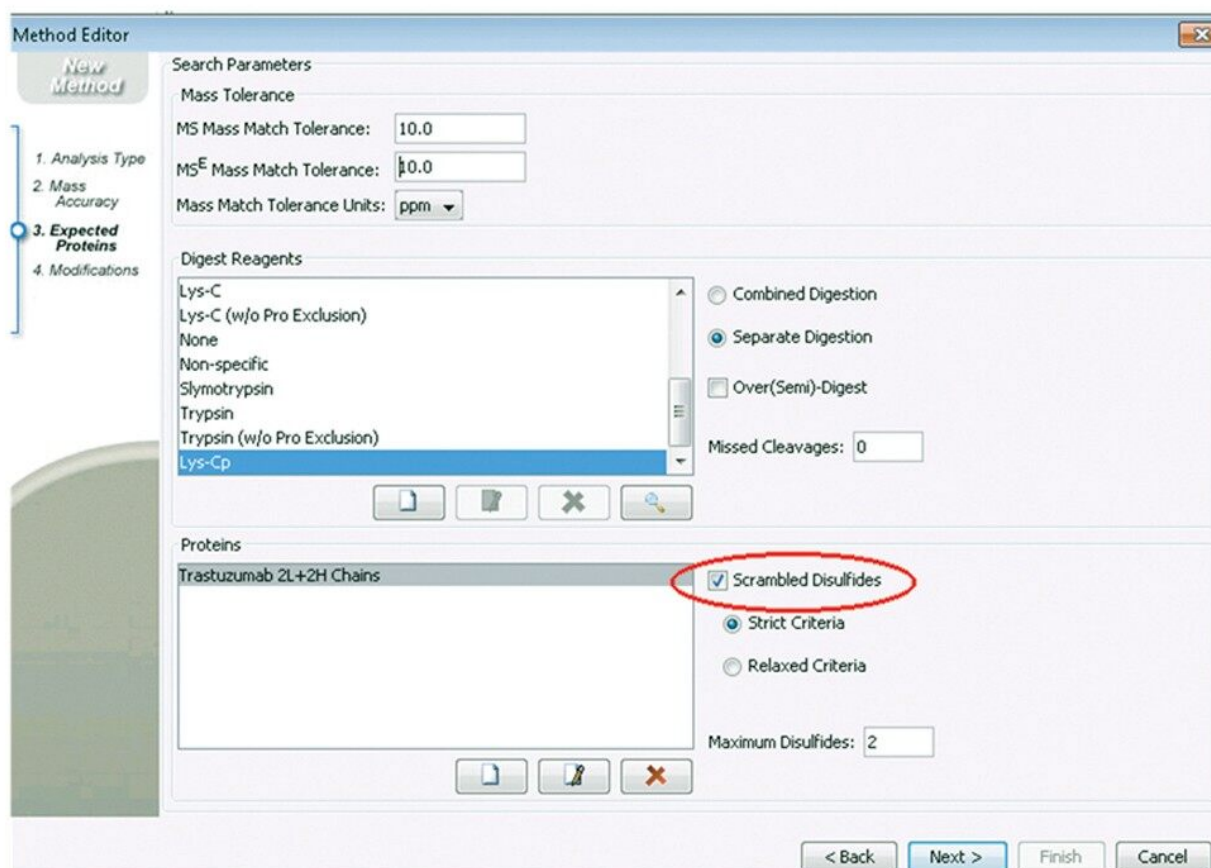 Method Editor
New
Method
1. Analysis Type
2. Mass
Accuracy
3. Expected
Proteins
4. Modifications
Search Parameters
Mass Tolerance
MS Mass Match Tolerance: 10.0
MSE Mass Match Tolerance: 10.0
Mass Match Tolerance Units: ppm
Digest Reagents
Lys-C
Lys-C (w/o Pro Exclusion)
None
Non-specific
Slymotrypsin
Trypsin
Trypsin (w/o Pro Exclusion)
Lys-Cp
Combined Digestion
Separate Digestion
Over(Semi)-Digest
Missed Cleavages: 0
Proteins
Trastuzumab 2L+2H Chains
Scrambled Disulfides
Strict Criteria
Relaxed Criteria
Maximum Disulfides: 2
< Back Next > Finish Cancel